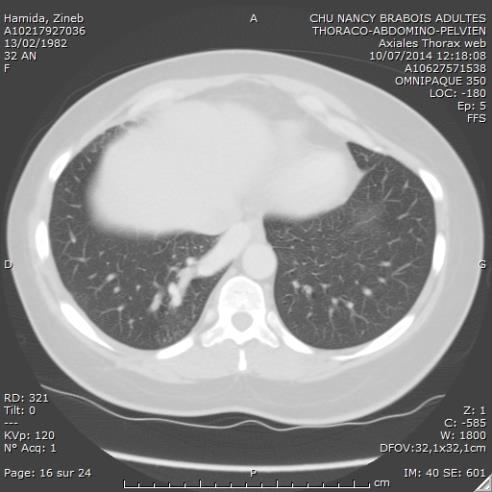 Hamida, Zineb
A10217927036
13/02/1982
32 AN
F
A
CHU NANCY BRABOIS ADULTES
THORACO-ABDOMINO-PELVIEN
Axiales Thorax web
10/07/2014 12:18:08
A10627571538
OMNIPAQUE 350
LOC: -180
Ep: 5
FFS
D
G
RD: 321
Tilt: 0
---
KVp: 120
N° Acq: 1
Page: 16 sur 24
P
cm
Z: 1
C: -585
W: 1800
DFOV:32,1x32,1cm
IM: 40 SE: 601